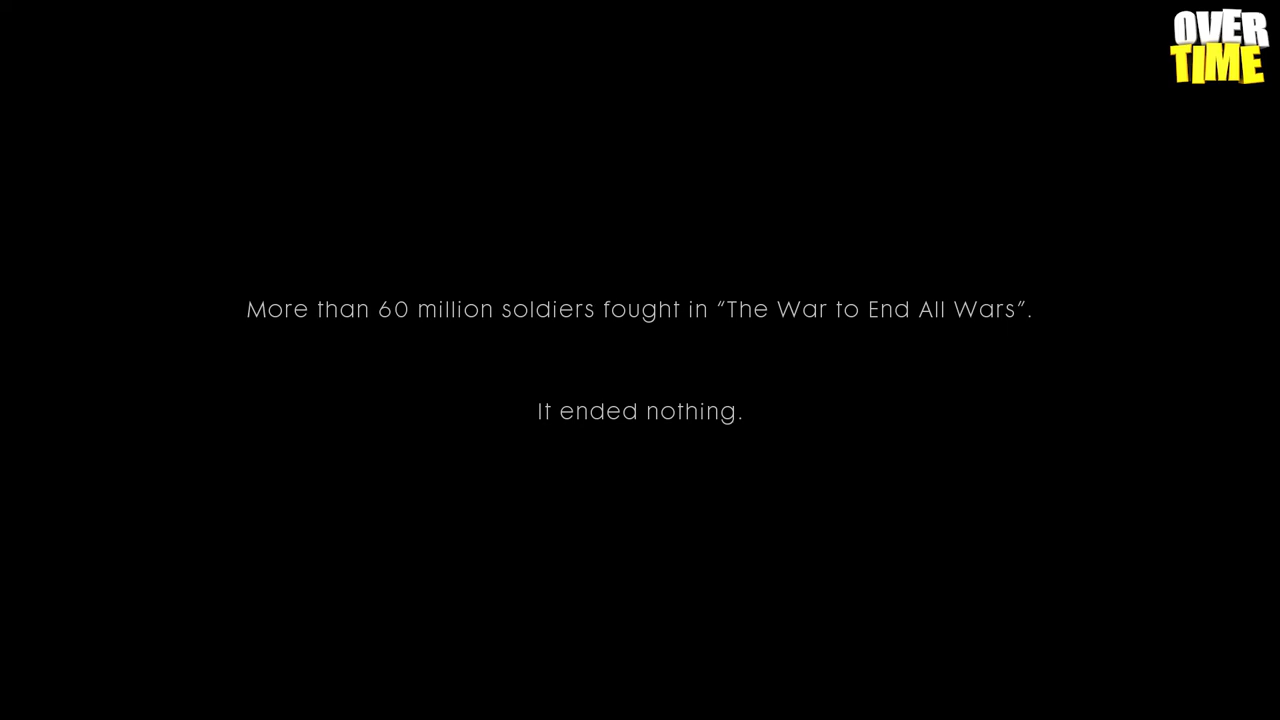 OVER
TIME
More than 60 million soldiers fought in “The War to End All Wars”.
It ended nothing.